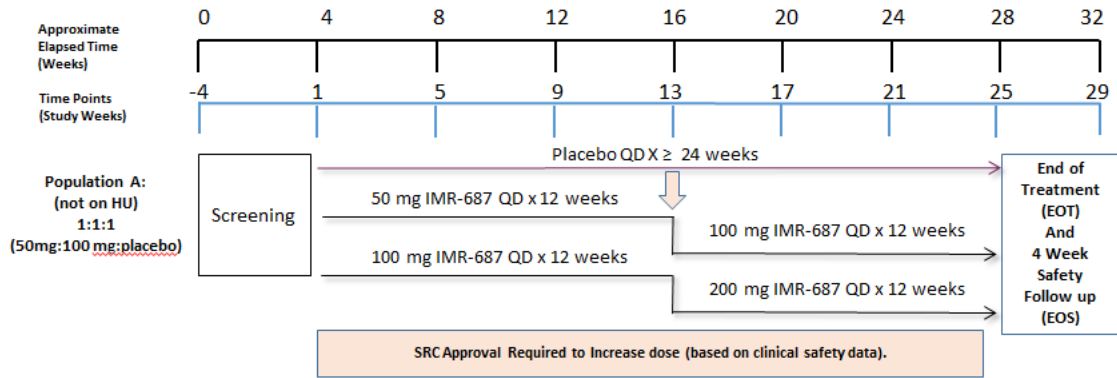 0 4 8 12 16 20 24 28 32
Approximate
Elapsed Time
(Weeks)
Time Points
(Study Weeks)
-4 1 5 9 13 17 21 25 29
Placebo QD X ≥ 24 weeks
Population A:
(not on HU)
1:1:1
(50mg:100 mg:placebo)
Screening
50 mg IMR-687 QD x 12 weeks
100 mg IMR-687 QD x 12 weeks
100 mg IMR-687 QD x 12 weeks
200 mg IMR-687 QD x 12 weeks
End of
Treatment
(EOT)
And
4 Week
Safety
Follow up
(EOS)
SRC Approval Required to Increase dose (based on clinical safety data).